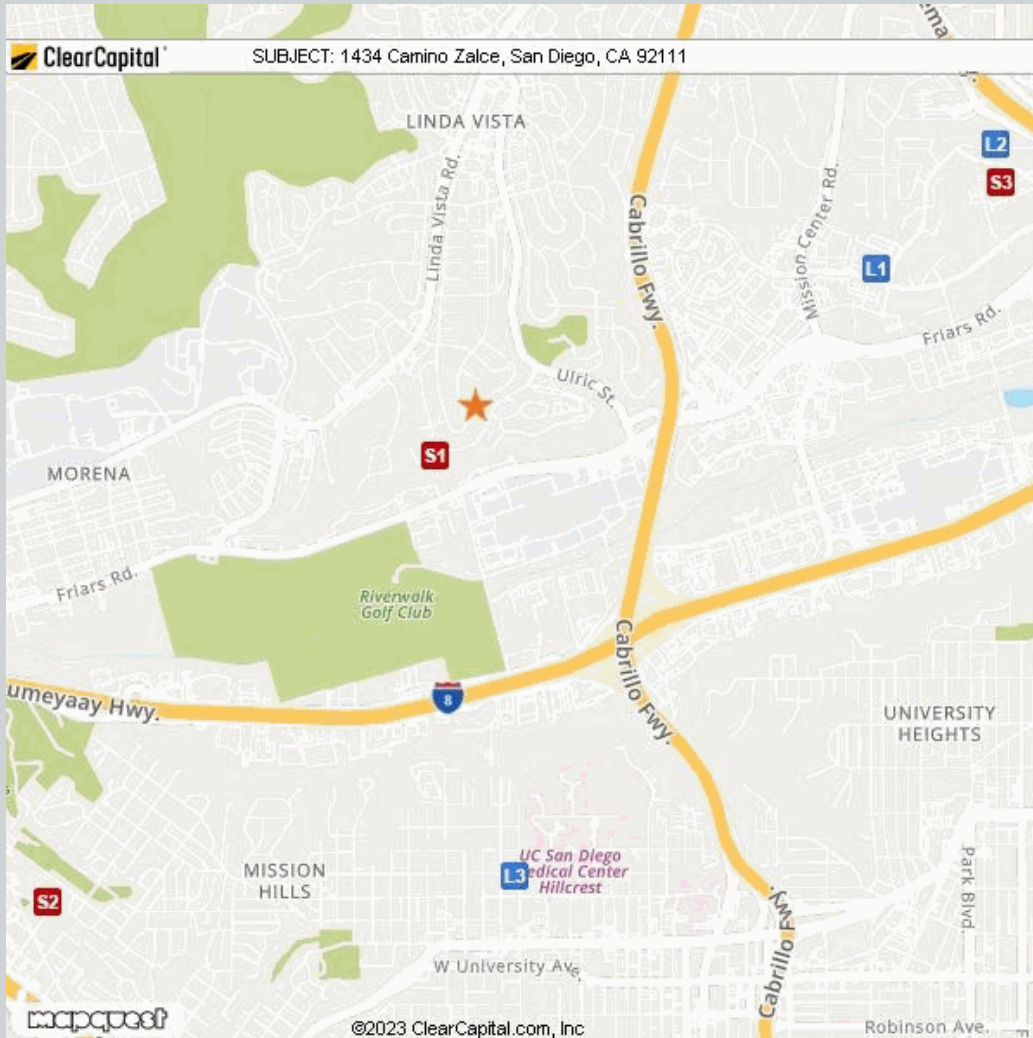 ClearCapital
SUBJECT: 1434 Camino Zalce, San Diego, CA 92111
LINDA VISTA
L2
S3
Linda Vista Rd.
Cabrillo Fwy.
Mission Center Rd.
L1
Friars Rd.
Ulric St.
S1
MORENA
Friars Rd.
Riverwalk
Golf Club
Cabrillo Fwy.
umeyaay Hwy.
8
UNIVERSITY
HEIGHTS
UC San Diego
edical Center
Hillcrest
L3
MISSION
HILLS
Park Blvd.
S2
Cabrillo Fwy.
W University Av
mapquest
©2023 ClearCapital.com, Inc
Robinson Ave.